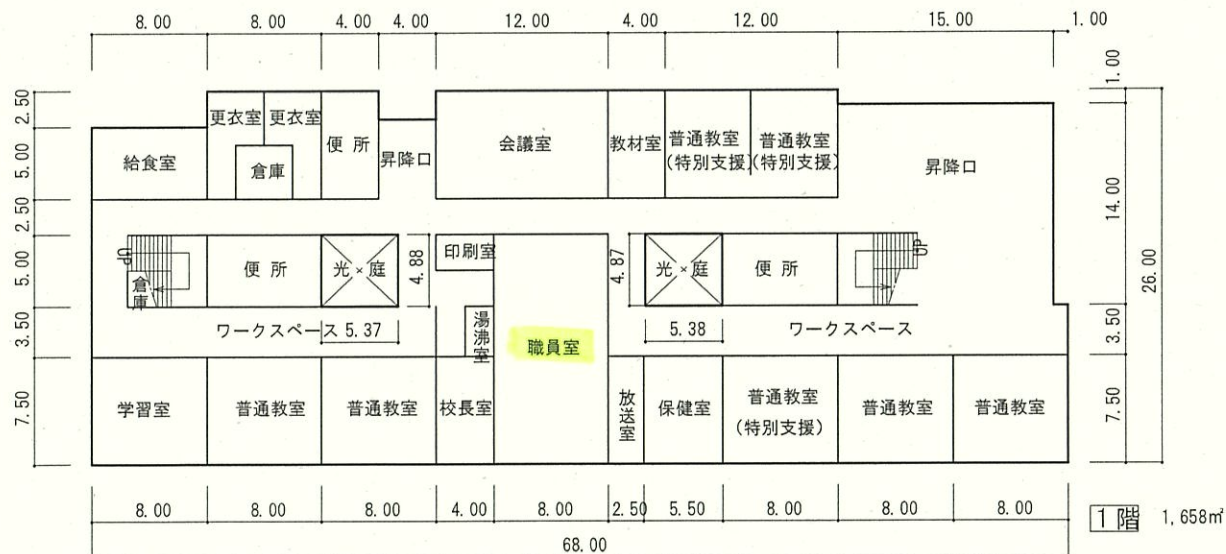 8.00 8.00 4.00 4.00 12.00 4.00 12.00 15.00 1.00
2.50 5.00 2.50 5.00 3.50 7.50
1.00 14.00 3.50 7.50
26.00
更衣室 更衣室
便所
給食室
倉庫
昇降口
会議室
教材室
普通教室
(特別支援)
普通教室
(特別支援)
昇降口
UP
倉庫
便所
光×庭
4.88
印刷室
4.87
光×庭
便所
UP
ワークスペース 5.37
湯沸室
職員室
5.38
ワークスペース
学習室
普通教室
普通教室
校長室
放送室
保健室
普通教室
(特別支援)
普通教室
普通教室
8.00 8.00 8.00 4.00 8.00 2.50 5.50 8.00 8.00 8.00
68.00
1階 1,658㎡